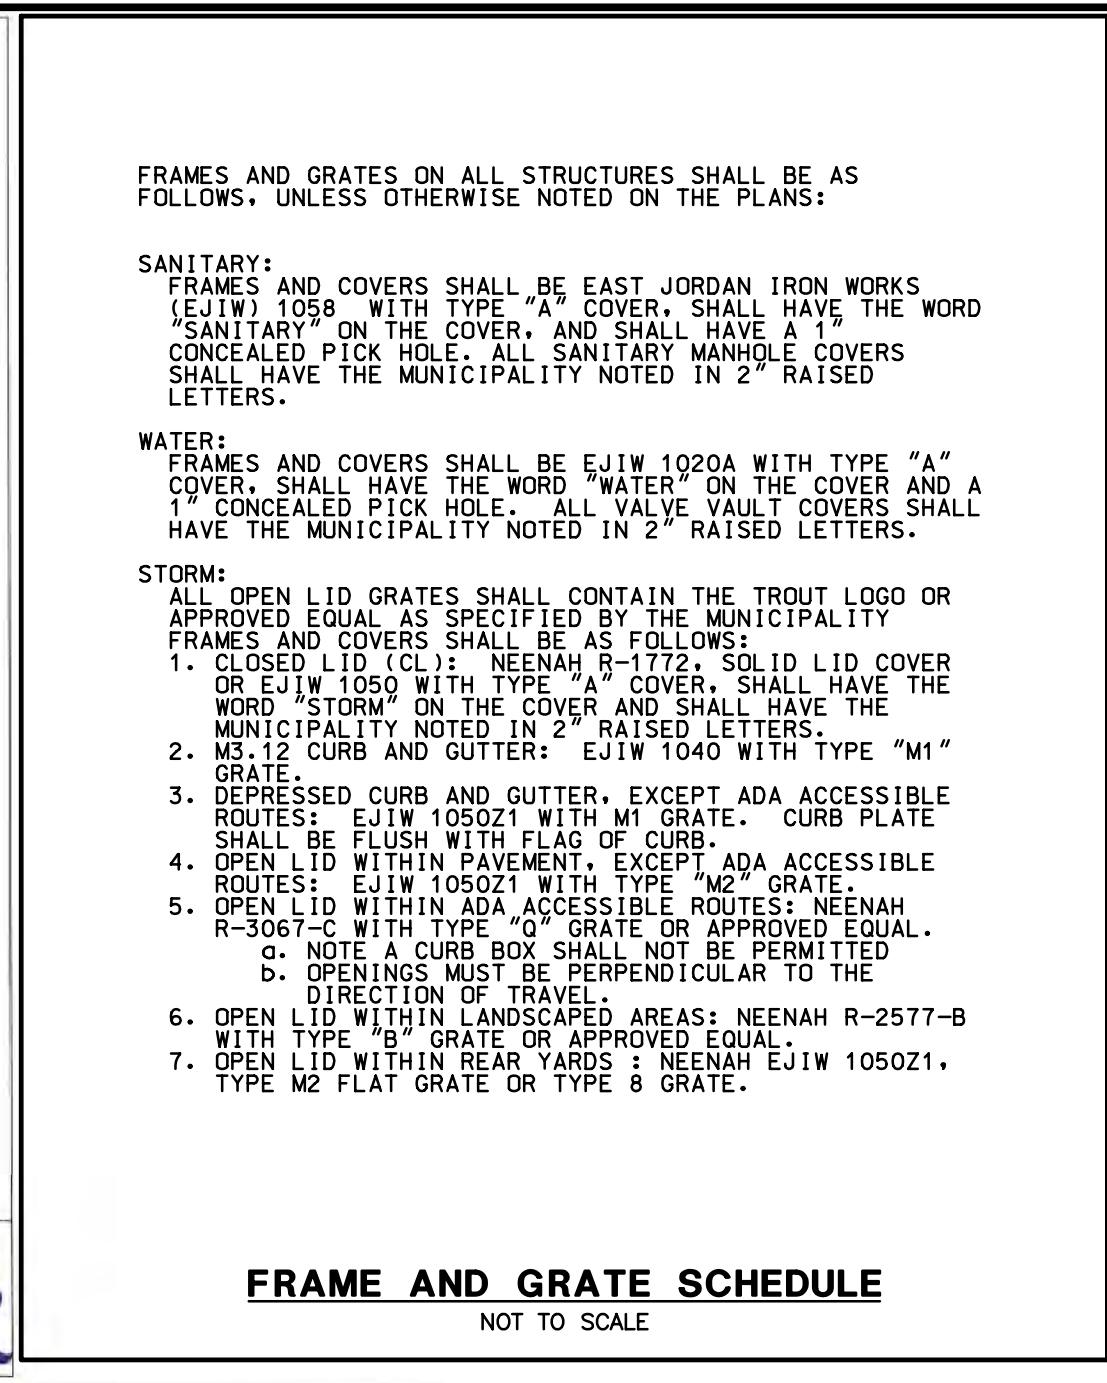 FRAMES AND GRATES ON ALL STRUCTURES SHALL BE AS
FOLLOWS, UNLESS OTHERWISE NOTED ON THE PLANS:
SANITARY:
FRAMES AND COVERS SHALL BE EAST JORDAN IRON WORKS
(EJIW) 1058 WITH TYPE "A" COVER, SHALL HAVE THE WORD
"SANITARY" ON THE COVER, AND SHALL HAVE A 1"
CONCEALED PICK HOLE. ALL SANITARY MANHOLE COVERS
SHALL HAVE THE MUNICIPALITY NOTED IN 2" RAISED
LETTERS.
WATER:
FRAMES AND COVERS SHALL BE EJIW 1020A WITH TYPE "A"
COVER, SHALL HAVE THE WORD "WATER" ON THE COVER AND A
1" CONCEALED PICK HOLE. ALL VALVE VAULT COVERS SHALL
HAVE THE MUNICIPALITY NOTED IN 2" RAISED LETTERS.
STORM:
ALL OPEN LID GRATES SHALL CONTAIN THE TROUT LOGO OR
APPROVED EQUAL AS SPECIFIED BY THE MUNICIPALITY
FRAMES AND COVERS SHALL BE AS FOLLOWS:
1. CLOSED LID (CL): NEENAH R-1772, SOLID LID COVER
OR EJIW 1050 WITH TYPE "A" COVER, SHALL HAVE THE
WORD "STORM" ON THE COVER AND SHALL HAVE THE
MUNICIPALITY NOTED IN 2" RAISED LETTERS.
2. M3.12 CURB AND GUTTER: EJIW 1040 WITH TYPE "M1"
GRATE.
3. DEPRESSED CURB AND GUTTER, EXCEPT ADA ACCESSIBLE
ROUTES: EJIW 1050Z1 WITH M1 GRATE. CURB PLATE
SHALL BE FLUSH WITH FLAG OF CURB.
4. OPEN LID WITHIN PAVEMENT, EXCEPT ADA ACCESSIBLE
ROUTES: EJIW 1050Z1 WITH TYPE "M2" GRATE.
5. OPEN LID WITHIN ADA ACCESSIBLE ROUTES: NEENAH
R-3067-C WITH TYPE "Q" GRATE OR APPROVED EQUAL.
a. NOTE A CURB BOX SHALL NOT BE PERMITTED
b. OPENINGS MUST BE PERPENDICULAR TO THE
DIRECTION OF TRAVEL.
6. OPEN LID WITHIN LANDSCAPED AREAS: NEENAH R-2577-B
WITH TYPE "B" GRATE OR APPROVED EQUAL.
7. OPEN LID WITHIN REAR YARDS : NEENAH EJIW 1050Z1,
TYPE M2 FLAT GRATE OR TYPE 8 GRATE.
FRAME AND GRATE SCHEDULE
NOT TO SCALE